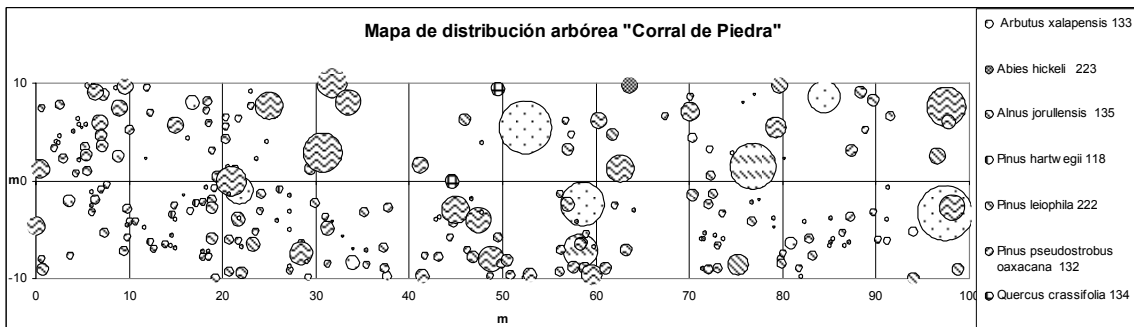 Mapa de distribución arbórea "Corral de Piedra"
10
m0
-10
0 10 20 30 40 50 60 70 80 90 100
m
Arbutus xalapensis 133
Abies hickeli 223
Alnus jorullensis 135
Pinus hartwegii 118
Pinus leiophila 222
Pinus pseudostrobus
oaxacana 132
Quercus crassifolia 134